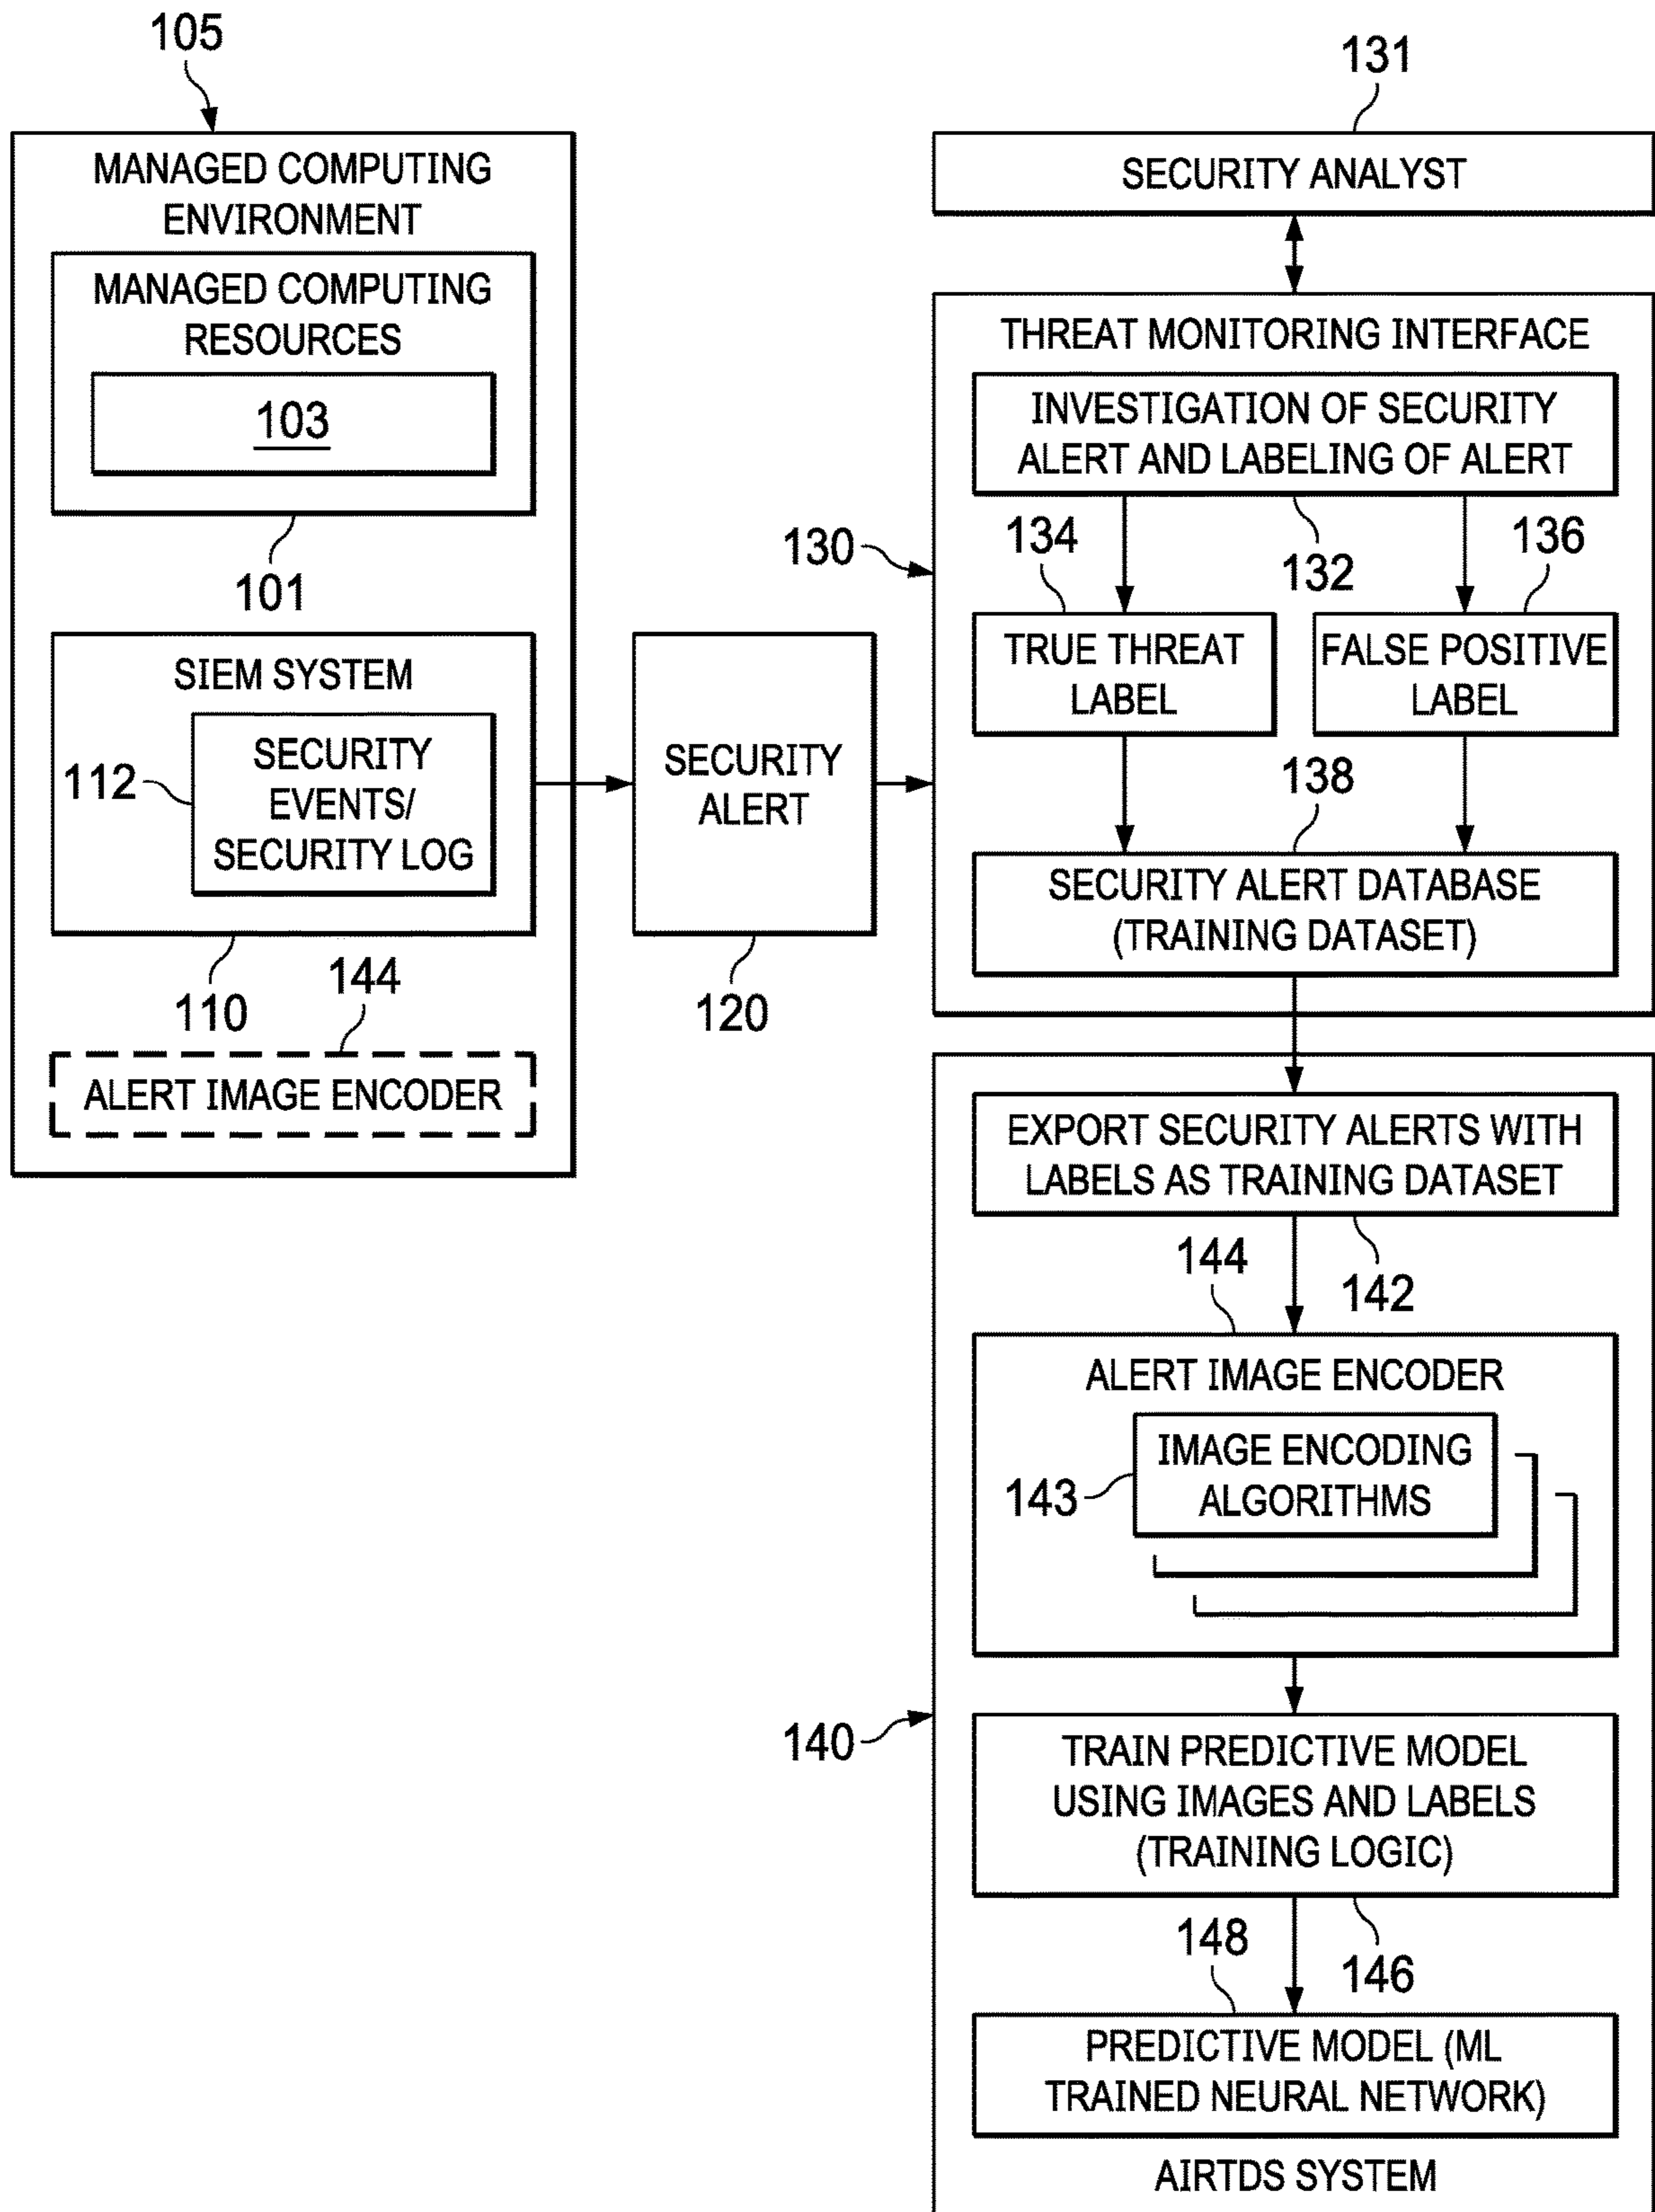 105
MANAGED COMPUTING
ENVIRONMENT
MANAGED COMPUTING
RESOURCES
103
101
SIEM SYSTEM
112
SECURITY
EVENTS/
SECURITY LOG
110
144
ALERT IMAGE ENCODER
SECURITY
ALERT
120
131
SECURITY ANALYST
130
THREAT MONITORING INTERFACE
INVESTIGATION OF SECURITY
ALERT AND LABELING OF ALERT
134
132
136
TRUE THREAT
LABEL
FALSE POSITIVE
LABEL
138
SECURITY ALERT DATABASE
(TRAINING DATASET)
EXPORT SECURITY ALERTS WITH
LABELS AS TRAINING DATASET
144
142
ALERT IMAGE ENCODER
143
IMAGE ENCODING
ALGORITHMS
140
TRAIN PREDICTIVE MODEL
USING IMAGES AND LABELS
(TRAINING LOGIC)
148
146
PREDICTIVE MODEL (ML
TRAINED NEURAL NETWORK)
AIRTDS SYSTEM